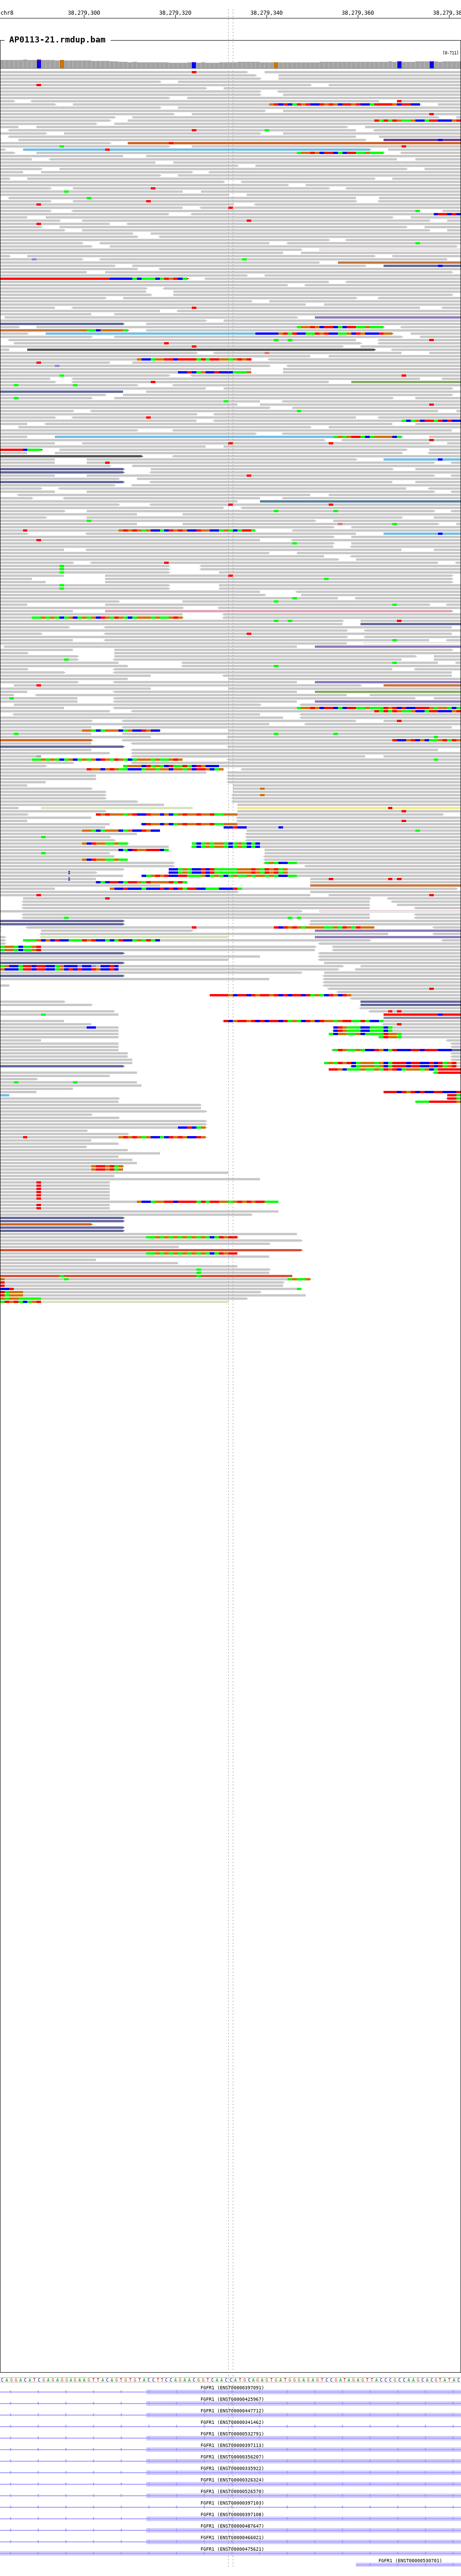 chr8 38,279,300 38,279,320 38,279,340 38,279,360 38,279,38
AP0113-21.rmdup.bam
[0-711]
FGFR1 (ENST00000397091)
FGFR1 (ENST00000425967)
FGFR1 (ENST00000447712)
FGFR1 (ENST00000341462)
FGFR1 (ENST00000532791)
FGFR1 (ENST00000397113)
FGFR1 (ENST00000356207)
FGFR1 (ENST00000335922)
FGFR1 (ENST00000326324)
FGFR1 (ENST00000526570)
FGFR1 (ENST00000397103)
FGFR1 (ENST00000397108)
FGFR1 (ENST00000487647)
FGFR1 (ENST00000466021)
FGFR1 (ENST00000475621)
FGFR1 (ENST00000530701)